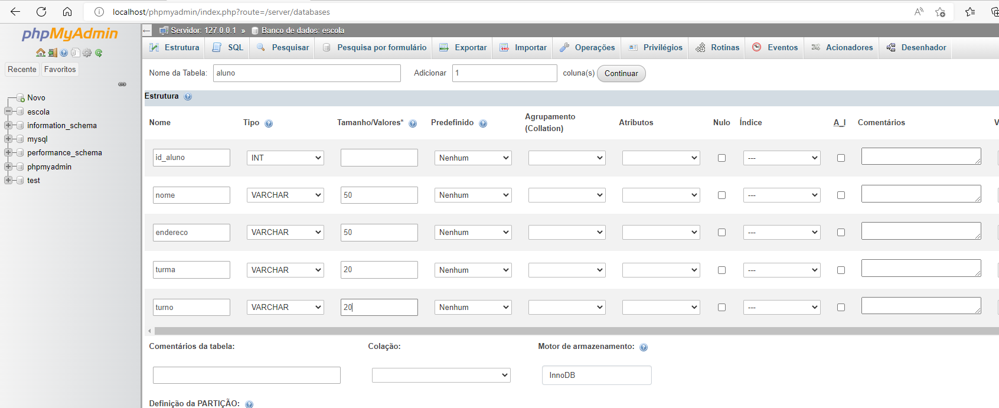 localhost/phpmyadmin/index.php?route=/server/databases
phpMyAdmin
Recente Favoritos
Novo
escola
information_schema
mysql
performance_schema
phpmyadmin
test
← Servidor: 127.0.0.1 » Banco de dados: escola
Estrutura SQL Pesquisar Pesquisa por formulário Exportar Importar Operações Privilégios Rotinas Eventos Acionadores Desenhador
Nome da Tabela: aluno Adicionar 1 coluna(s) Continuar
Estrutura
Nome Tipo Tamanho/Valores* Predefinido Agrupamento (Collation) Atributos Nulo Índice A_I Comentários V
id_aluno INT Nenhum ---
nome VARCHAR 50 Nenhum ---
endereco VARCHAR 50 Nenhum ---
turma VARCHAR 20 Nenhum ---
turno VARCHAR 20 Nenhum ---
Comentários da tabela: Colação: Motor de armazenamento:
InnoDB
Definição da PARTIÇÃO: